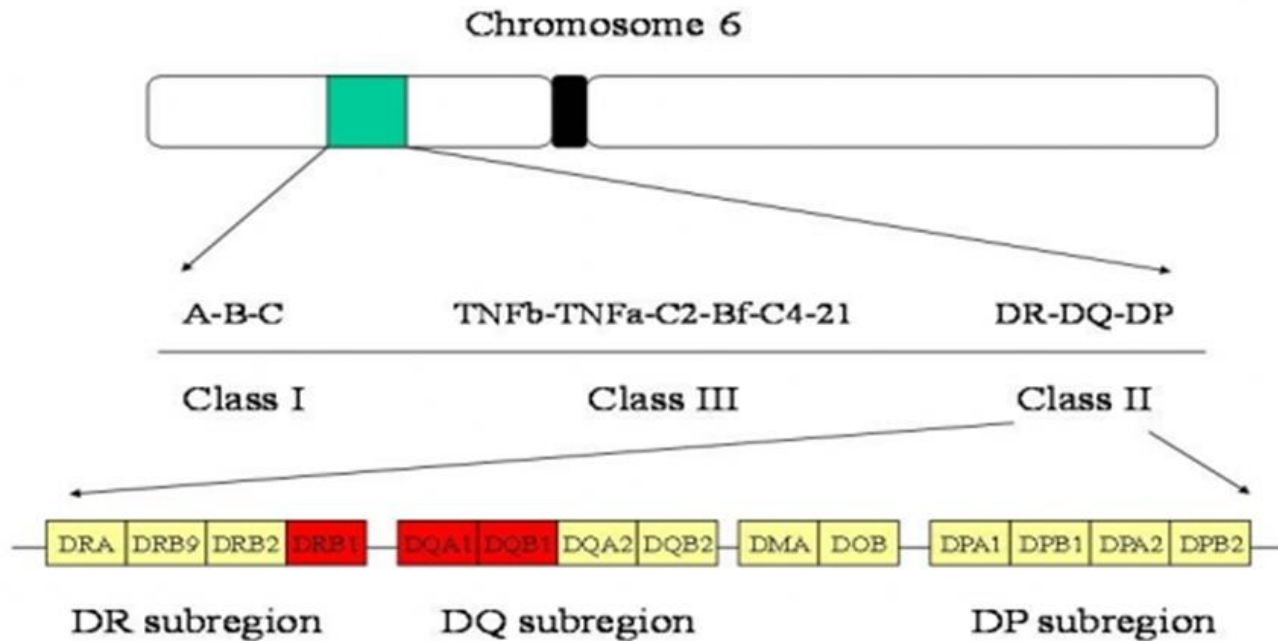 Chromosome 6
A-B-C TNFb-TNFa-C2-Bf-C4-21 DR-DQ-DP
Class I Class III Class II
DRA DRB9 DRB2 DRB1 DQA1 DQB1 DQA2 DQB2 DMA DOB DPA1 DPB1 DPA2 DPB2
DR subregion DQ subregion DP subregion